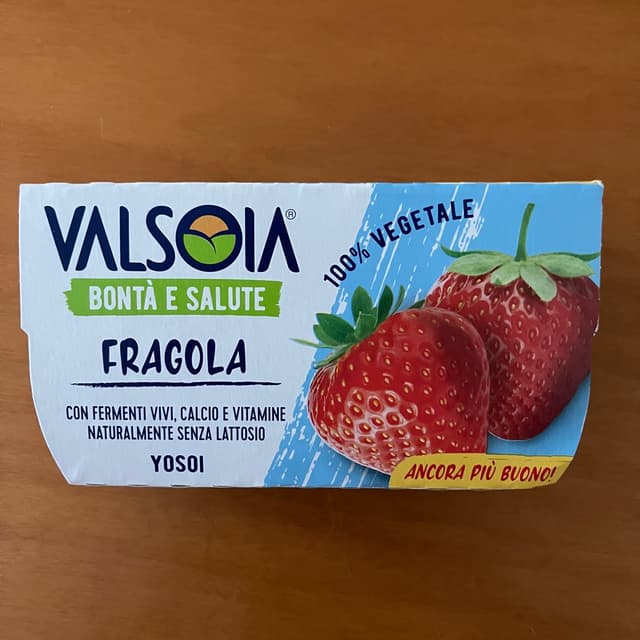 VALSOIA®
BONTÀ E SALUTE
FRAGOLA
CON FERMENTI VIVI, CALCIO E VITAMINE
NATURALMENTE SENZA LATTOSIO
YOSOI
100% VEGETALE
ANCORA PIÙ BUONO!